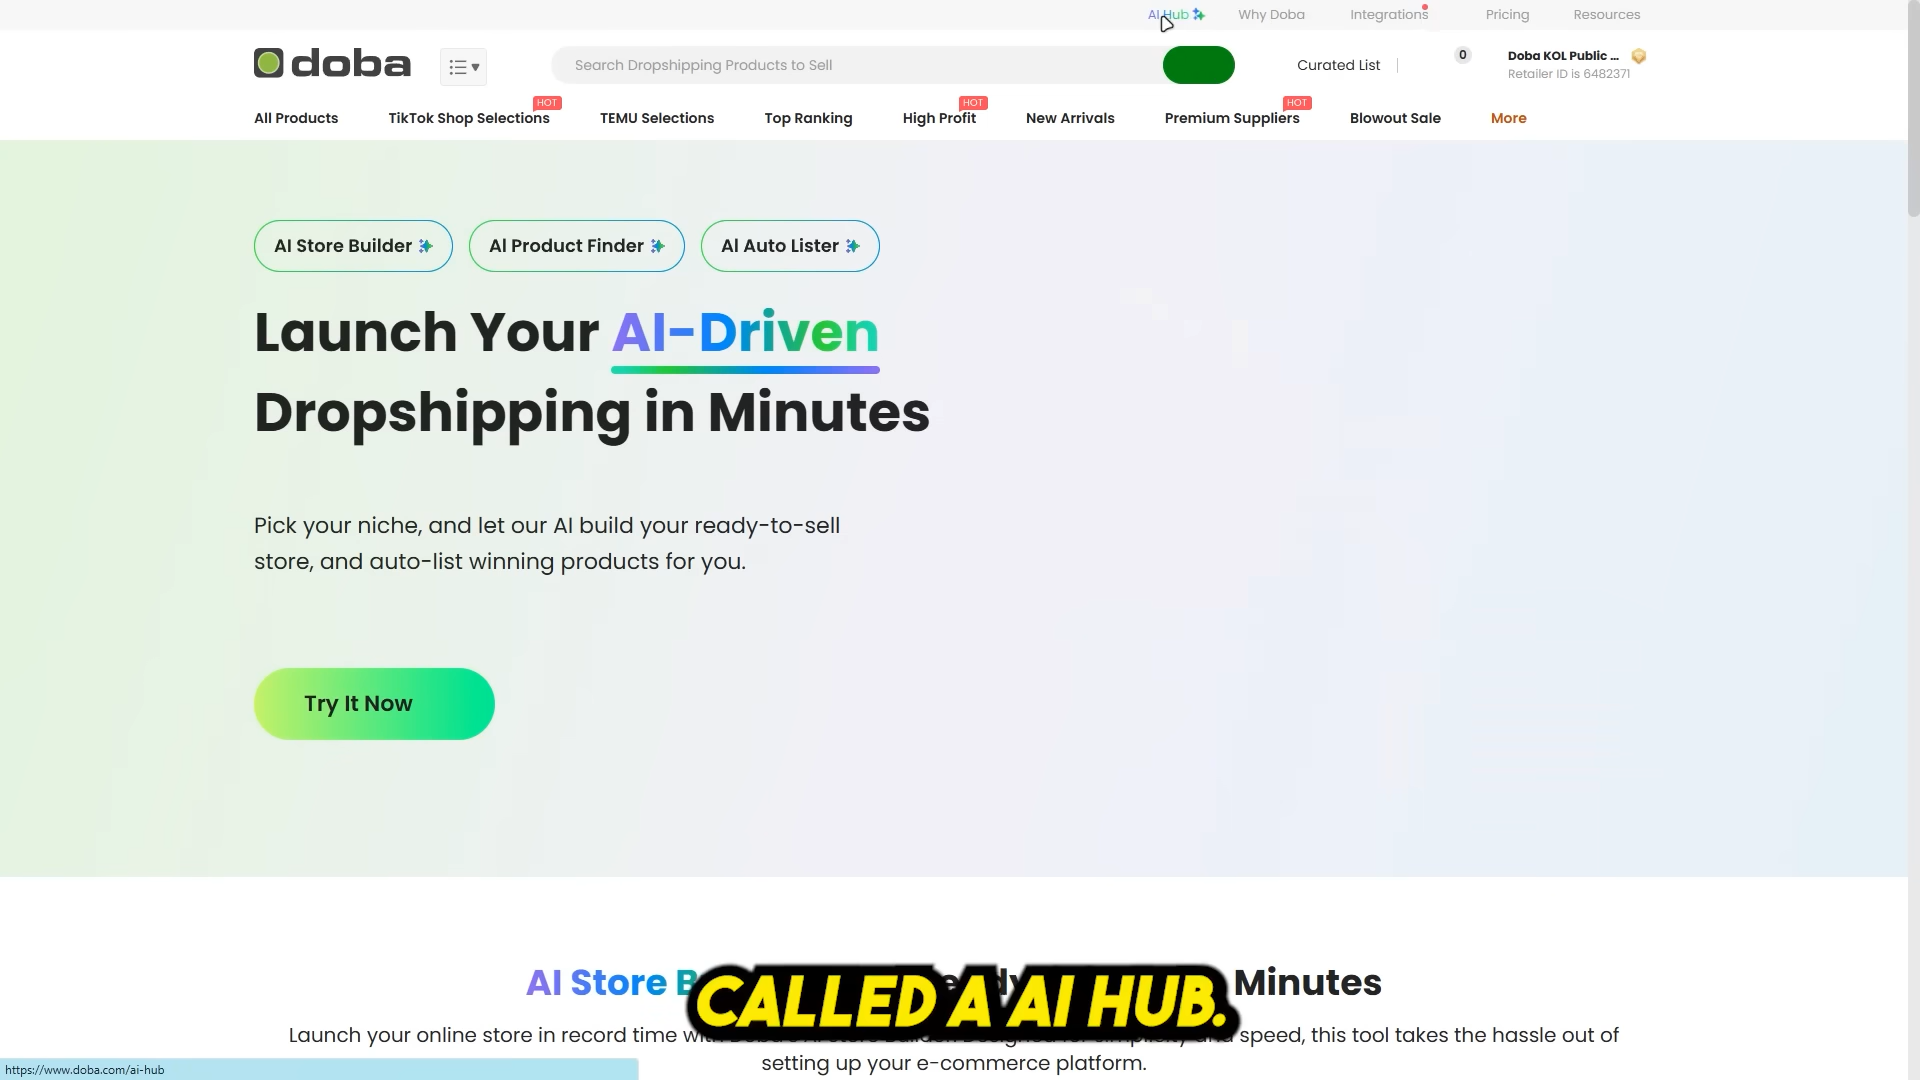 AI Hub
Why Doba
Integrations
Pricing
Resources
doba
Search Dropshipping Products to Sell
Curated List
0
Doba KOL Public ...
Retailer ID is 6482371
HOT
HOT
HOT
All Products
TikTok Shop Selections
TEMU Selections
Top Ranking
High Profit
New Arrivals
Premium Suppliers
Blowout Sale
More
AI Store Builder
AI Product Finder
AI Auto Lister
Launch Your AI-Driven
Dropshipping in Minutes
Pick your niche, and let our AI build your ready-to-sell
store, and auto-list winning products for you.
Try It Now
AI Store Minutes
CALLED A AI HUB.
Launch your online store in record time speed, this tool takes the hassle out of
setting up your e-commerce platform.
https://www.doba.com/ai-hub